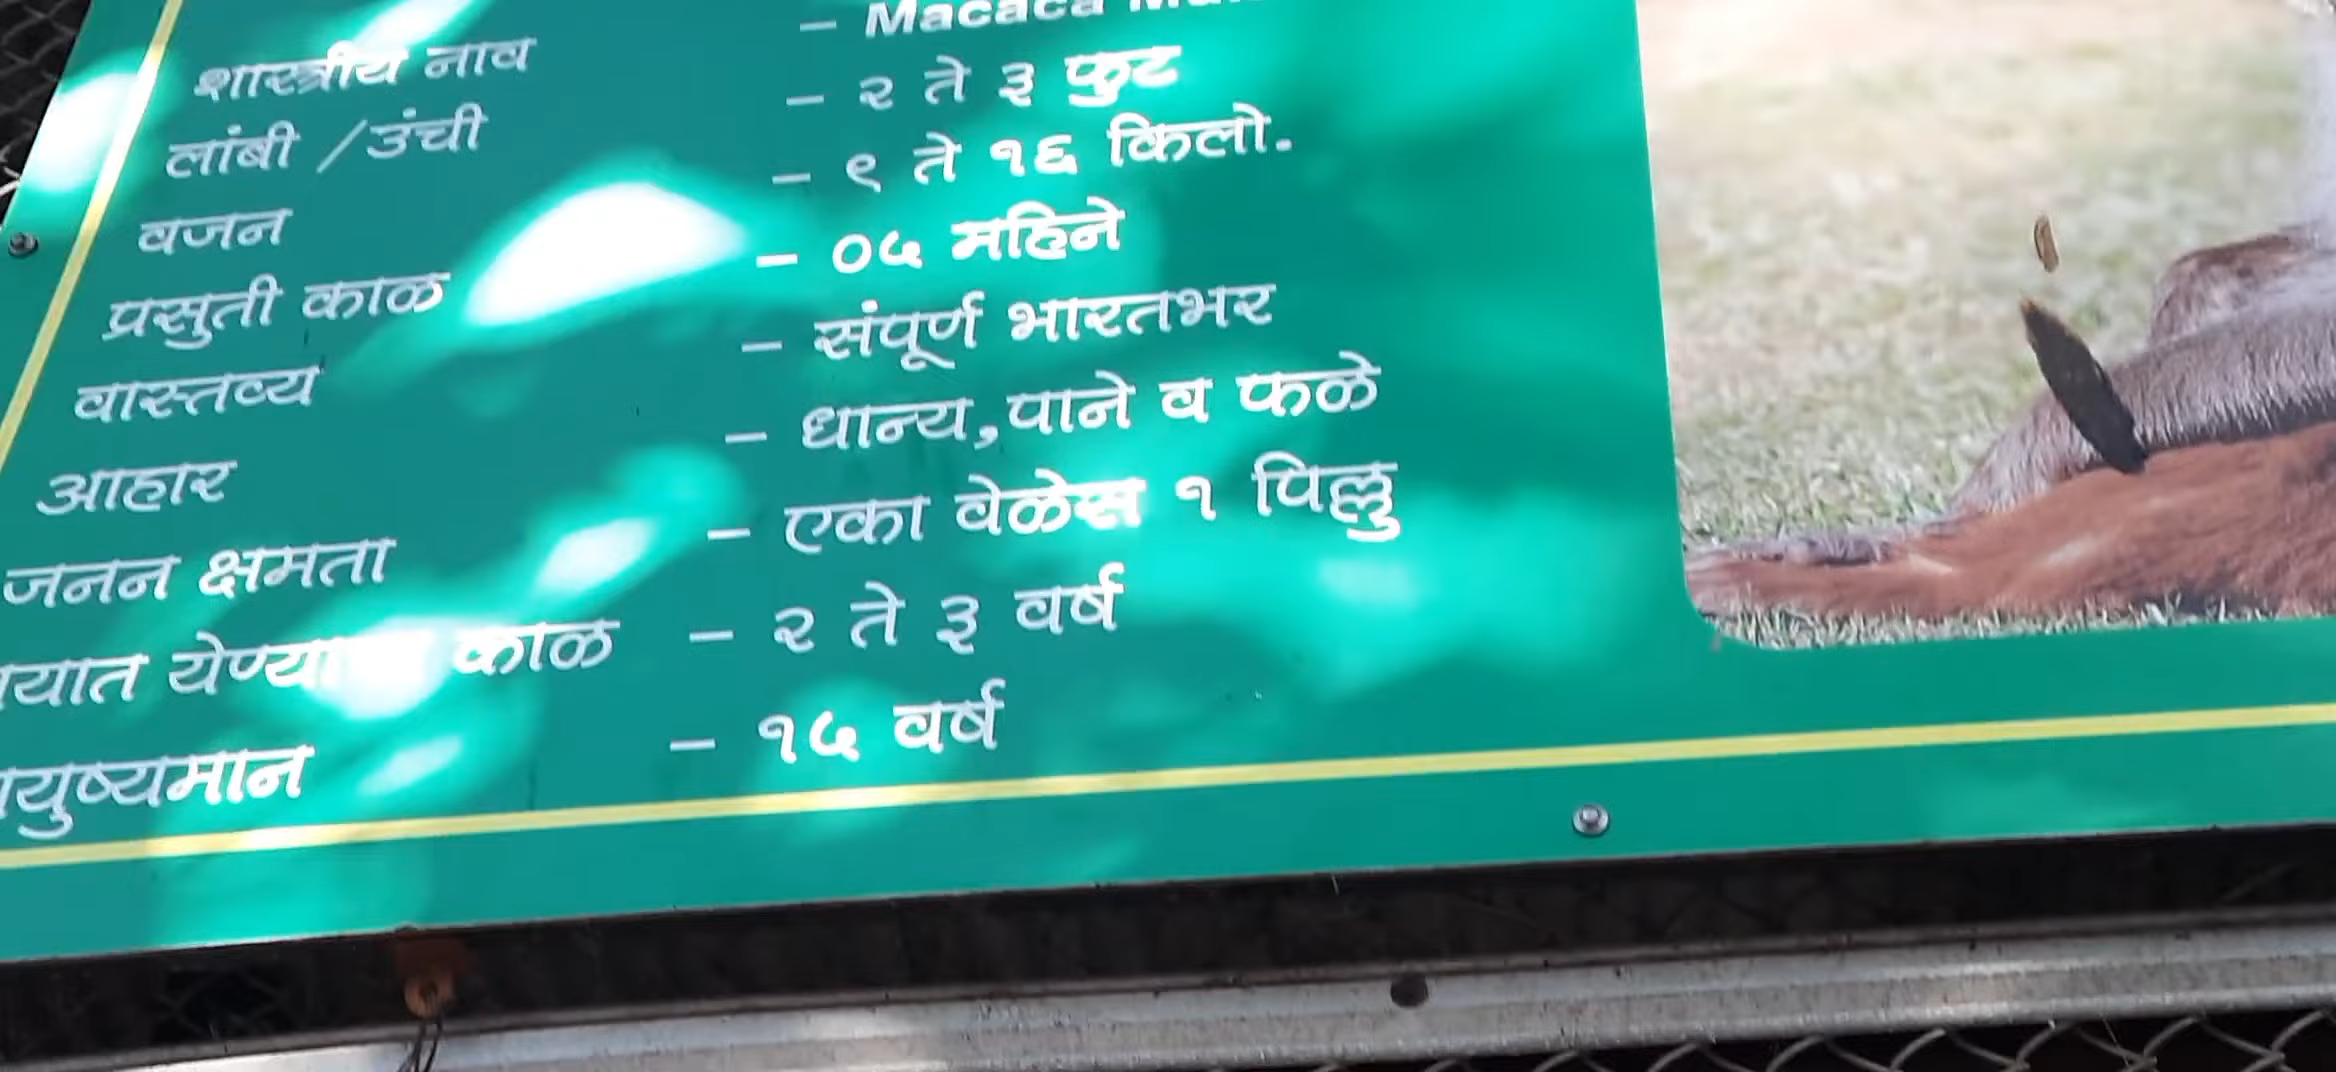 शास्त्रीय नाव – Macaca
लांबी /उंची – २ ते ३ फुट
वजन – ९ ते १६ किलो.
प्रसुती काळ – ०५ महिने
वास्तव्य – संपूर्ण भारतभर
आहार – धान्य,पाने व फळे
जनन क्षमता – एका वेळेस १ पिल्लु
काळ – २ ते ३ वर्ष
– १५ वर्ष